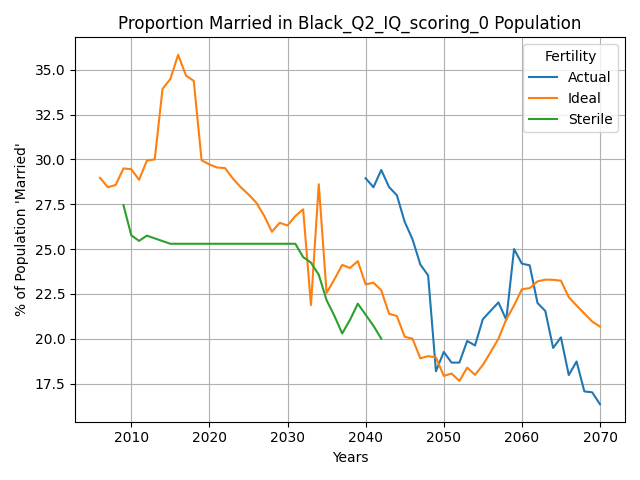 Proportion Married in Black_Q2_IQ_scoring_0 Population
% of Population 'Married'
35.0
32.5
30.0
27.5
25.0
22.5
20.0
17.5
Fertility
Actual
Ideal
Sterile
2010 2020 2030 2040 2050 2060 2070
Years